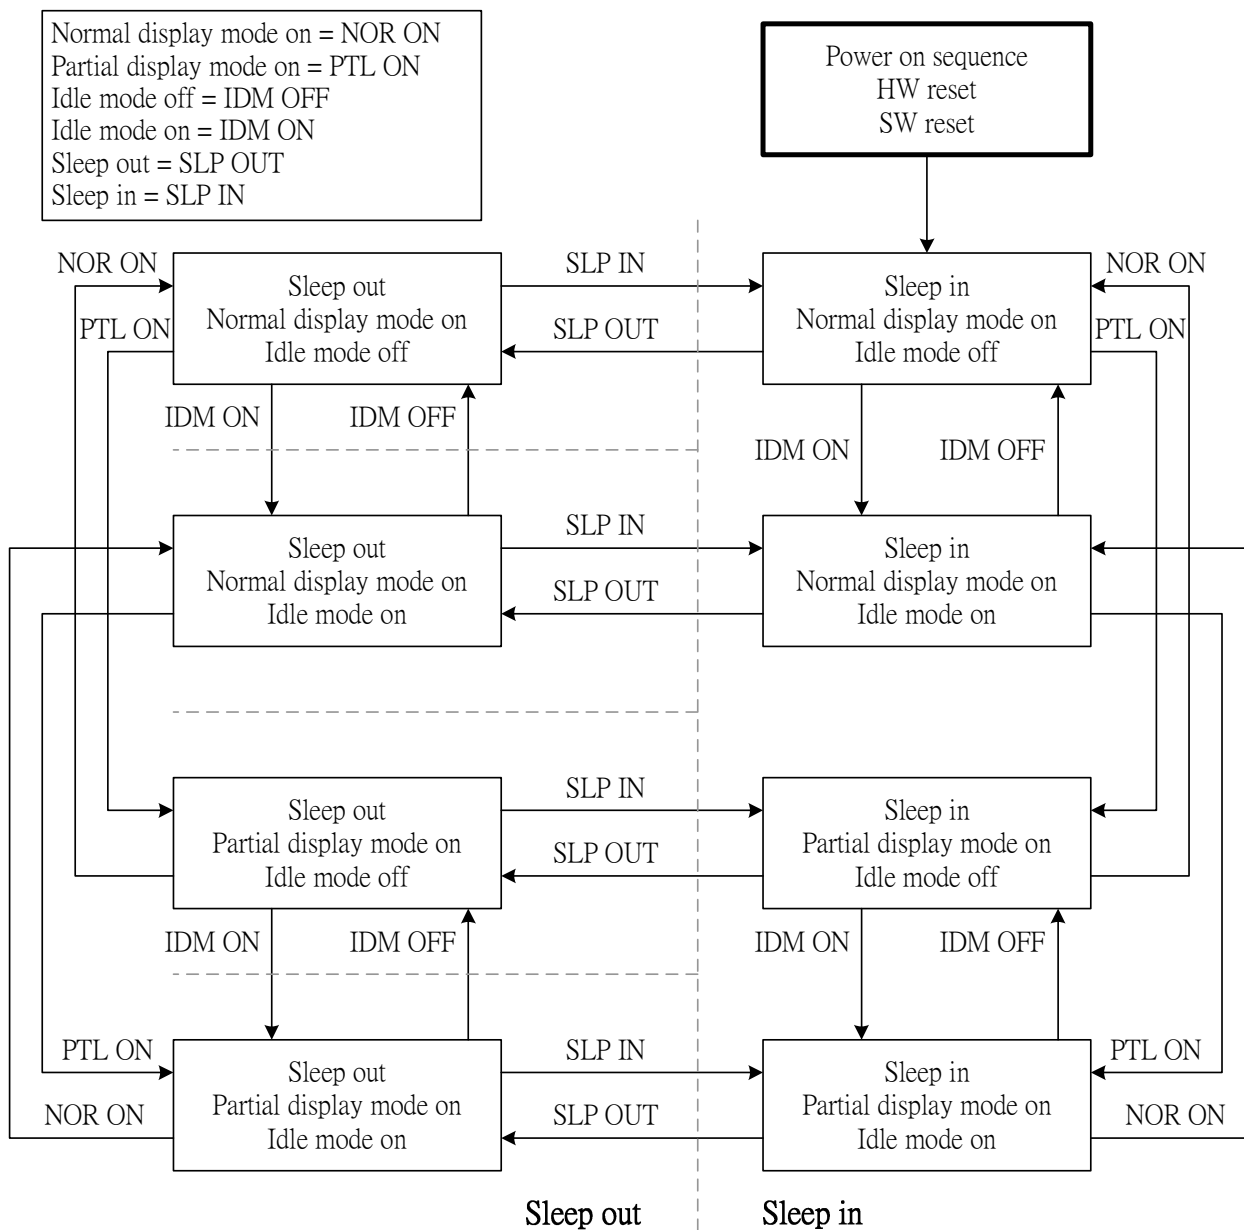 Normal display mode on = NOR ON
Partial display mode on = PTL ON
Idle mode off = IDM OFF
Idle mode on = IDM ON
Sleep out = SLP OUT
Sleep in = SLP IN
Power on sequence
HW reset
SW reset
NOR ON
PTL ON
Sleep out
Normal display mode on
Idle mode off
SLP IN
SLP OUT
Sleep in
Normal display mode on
Idle mode off
NOR ON
PTL ON
IDM ON
IDM OFF
IDM ON
IDM OFF
Sleep out
Normal display mode on
Idle mode on
SLP IN
SLP OUT
Sleep in
Normal display mode on
Idle mode on
Sleep out
Partial display mode on
Idle mode off
SLP IN
SLP OUT
Sleep in
Partial display mode on
Idle mode off
IDM ON
IDM OFF
IDM ON
IDM OFF
PTL ON
NOR ON
Sleep out
Partial display mode on
Idle mode on
SLP IN
SLP OUT
Sleep in
Partial display mode on
Idle mode on
PTL ON
NOR ON
Sleep out
Sleep in